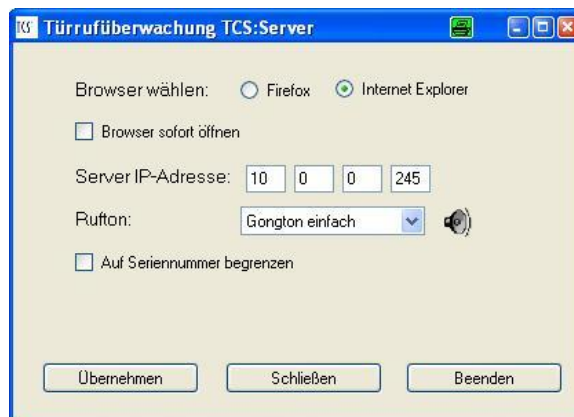 TCS Türrufüberwachung TCS:Server
Browser wählen: Firefox Internet Explorer
Browser sofort öffnen
Server IP-Adresse: 10 0 0 245
Rufton: Gongton einfach
Auf Seriennummer begrenzen
Übernehmen Schließen Beenden